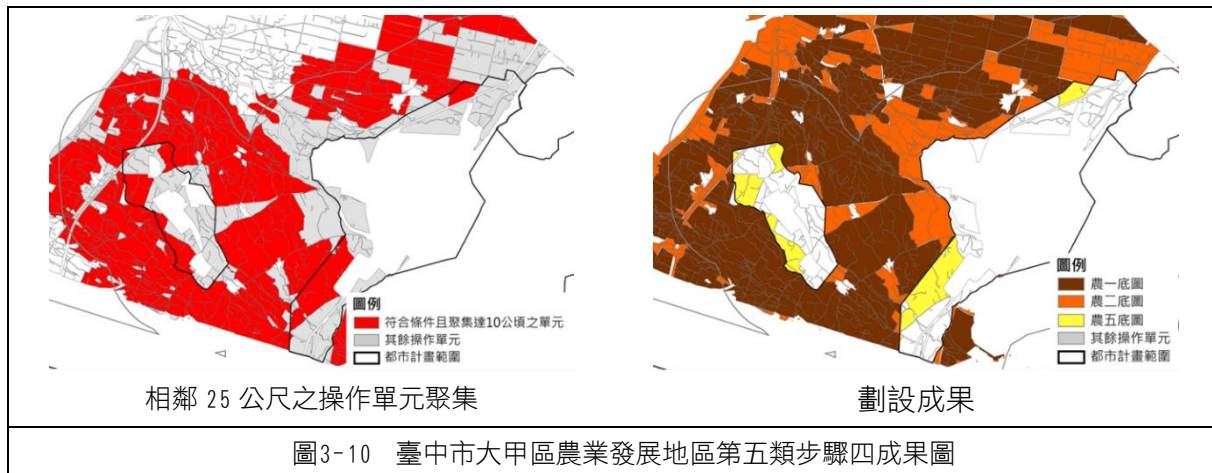 圖例
符合條件且聚集達10公頃之單元
其餘操作單元
都市計畫範圍
相鄰 25 公尺之操作單元聚集
圖例
農一底圖
農二底圖
農五底圖
其餘操作單元
都市計畫範圍
劃設成果
圖3-10 臺中市大甲區農業發展地區第五類步驟四成果圖